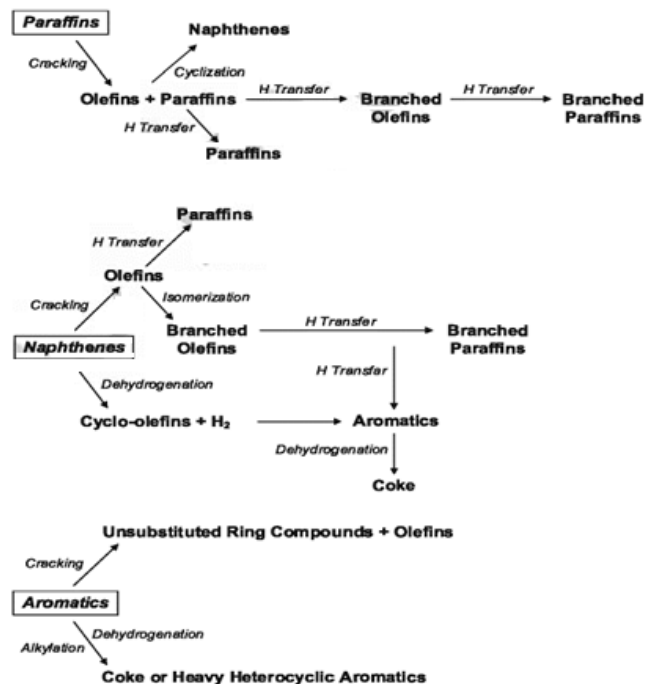 Paraffins
Naphthenes
Cracking
Cyclization
Olefins + Paraffins
H Transfer
Branched
Olefins
H Transfer
Branched
Paraffins
H Transfer
Paraffins
Paraffins
H Transfer
Olefins
Cracking
Isomerization
Naphthenes
Branched
Olefins
H Transfer
Branched
Paraffins
Dehydrogenation
H Transfer
Cyclo-olefins + H₂
Aromatics
Dehydrogenation
Coke
Unsubstituted Ring Compounds + Olefins
Cracking
Aromatics
Dehydrogenation
Alkylation
Coke or Heavy Heterocyclic Aromatics